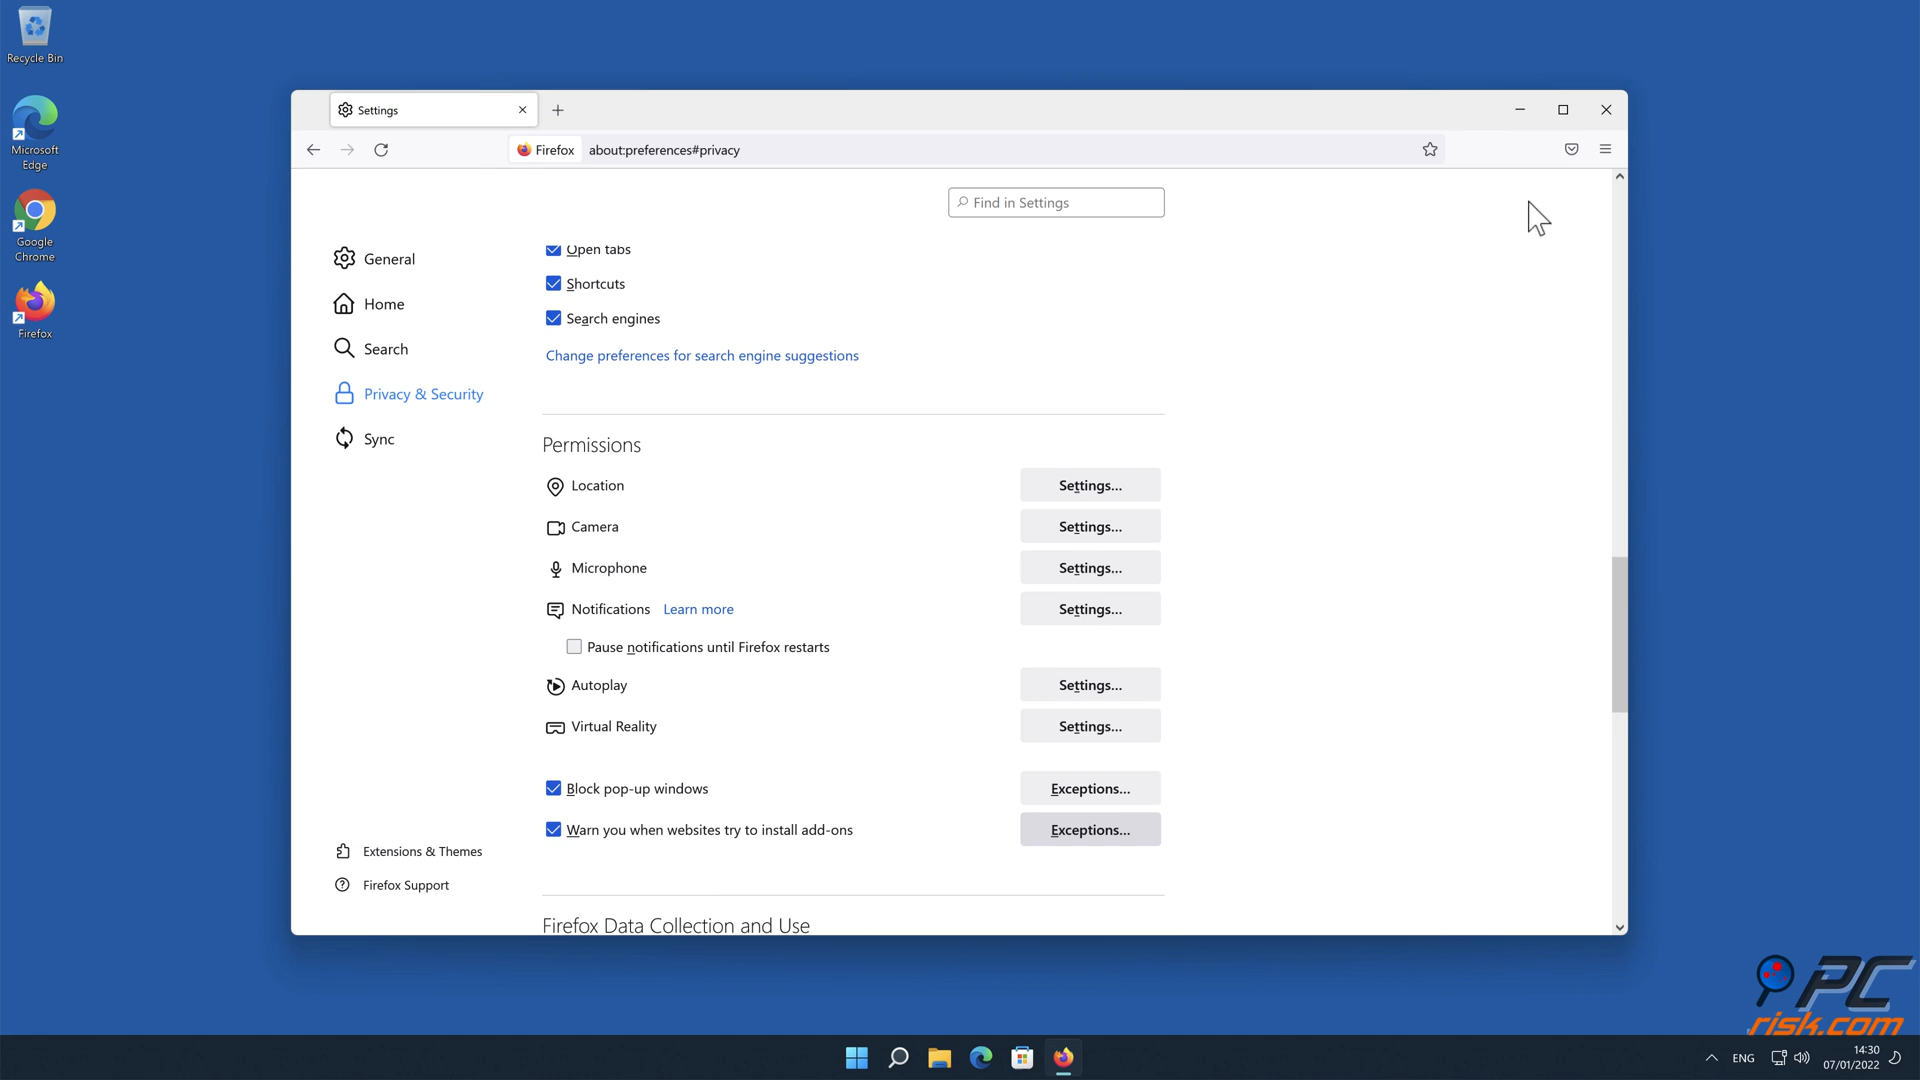 Recycle Bin
Microsoft
Edge
Google
Chrome
Firefox
Settings
Firefox
about:preferences#privacy
Find in Settings
General
Home
Search
Privacy & Security
Sync
Extensions & Themes
Firefox Support
Open tabs
Shortcuts
Search engines
Change preferences for search engine suggestions
Permissions
Location Settings...
Camera Settings...
Microphone Settings...
Notifications Learn more Settings...
Pause notifications until Firefox restarts
Autoplay Settings...
Virtual Reality Settings...
Block pop-up windows Exceptions...
Warn you when websites try to install add-ons Exceptions...
Firefox Data Collection and Use
PC
risk.com
ENG
14:30
07/01/2022